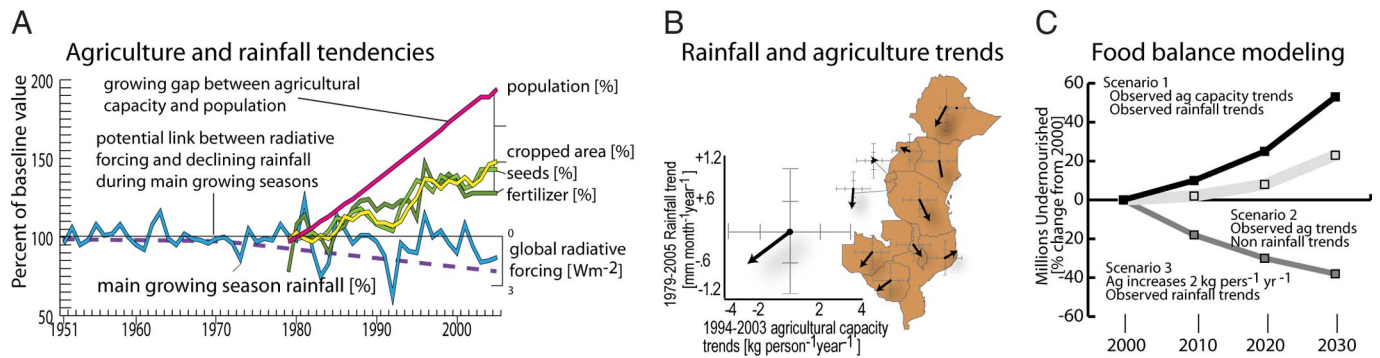 A
Agriculture and rainfall tendencies
Percent of baseline value
200
150
100
50
growing gap between agricultural
capacity and population
potential link between radiative
forcing and declining rainfall
during main growing seasons
main growing season rainfall [%]
population [%]
cropped area [%]
seeds [%]
fertilizer [%]
0
global radiative
forcing [Wm-2]
3
1951 1960 1970 1980 1990 2000
B
Rainfall and agriculture trends
1979-2005 Rainfall trend
[mm month-1year-1]
+1.2
+6
-6
-1.2
-4 -2 2 4
1994-2003 agricultural capacity
trends [kg person-1year-1]
C
Food balance modeling
Millions Undernourished
[% change from 2000]
60
40
20
0
-20
-40
-60
Scenario 1
Observed ag capacity trends
Observed rainfall trends
Scenario 2
Observed ag trends
Non rainfall trends
Scenario 3
Ag increases 2 kg pers-1 yr-1
Observed rainfall trends
2000 2010 2020 2030